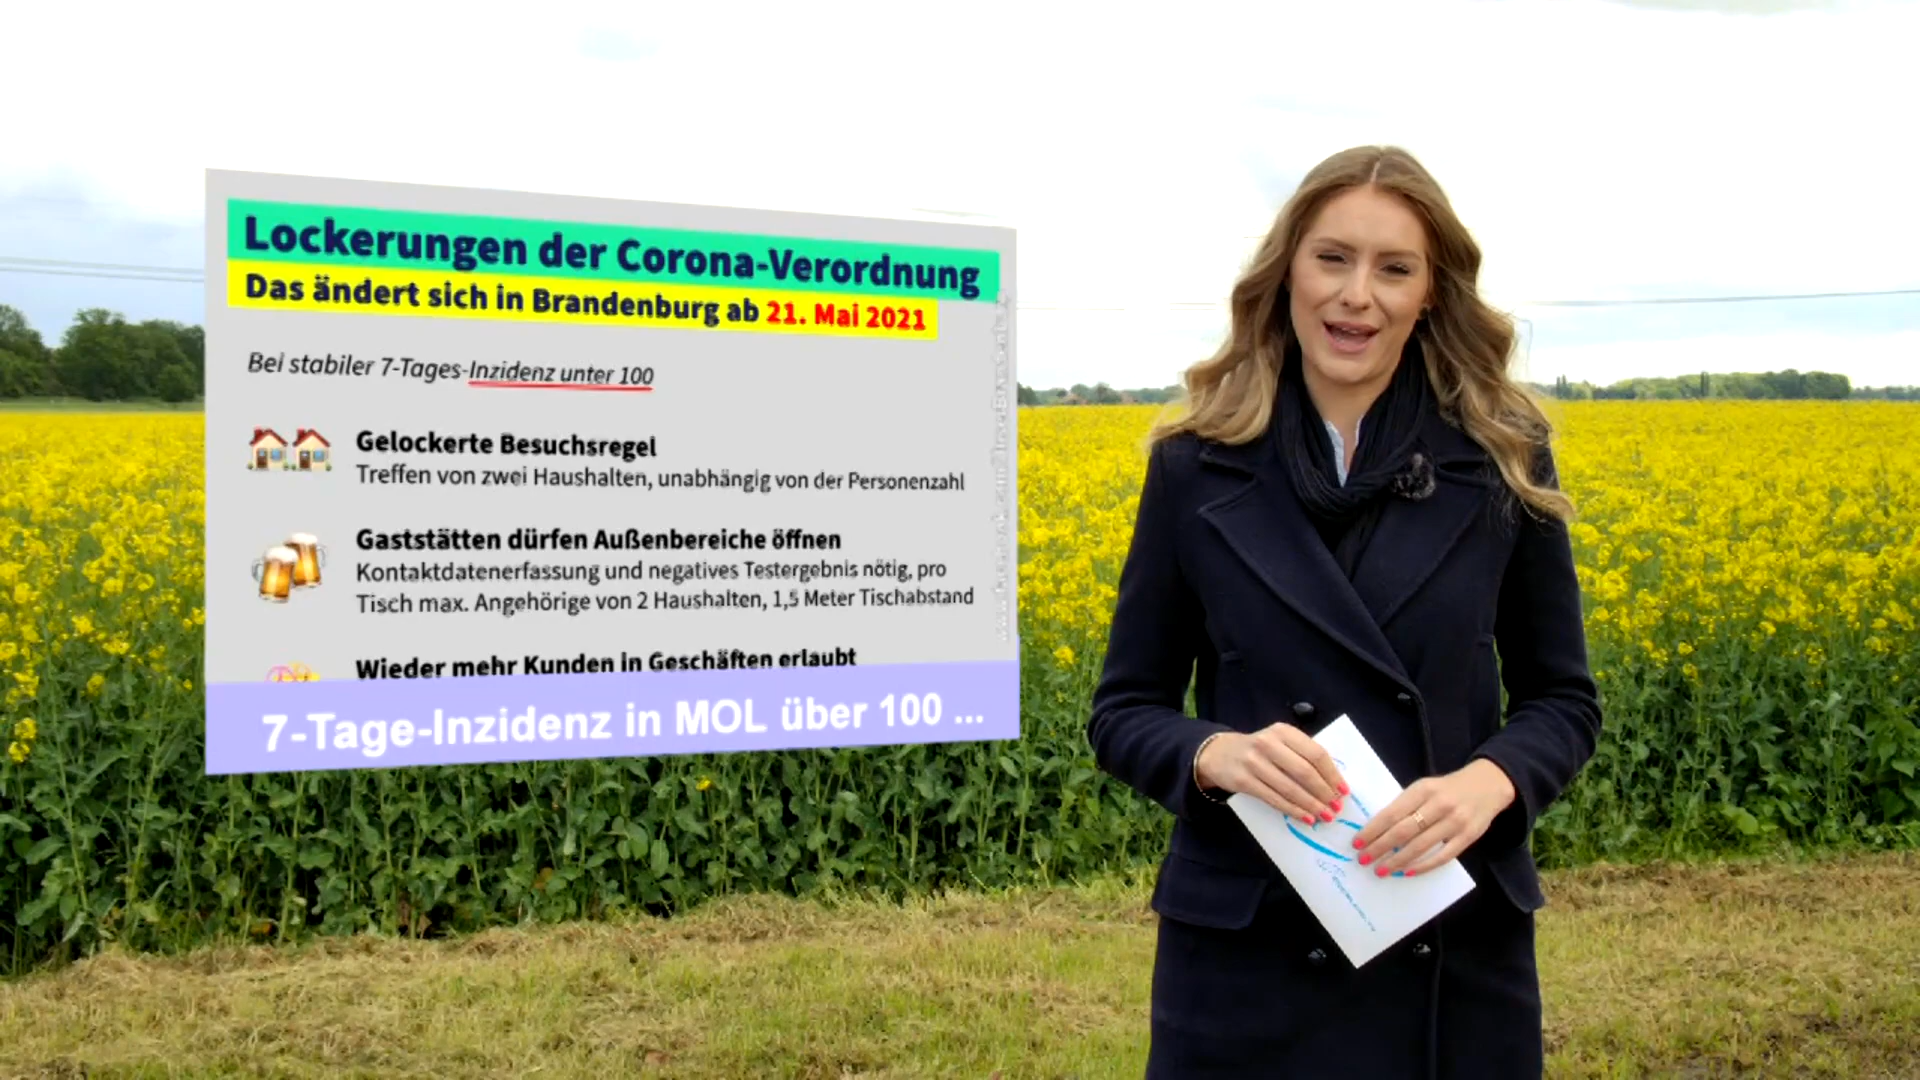 Lockerungen der Corona-Verordnung
Das ändert sich in Brandenburg ab 21. Mai 2021
Bei stabiler 7-Tages-Inzidenz unter 100
Gelockerte Besuchsregel
Treffen von zwei Haushalten, unabhängig von der Personenzahl
Gaststätten dürfen Außenbereiche öffnen
Kontaktdatenerfassung und negatives Testergebnis nötig, pro
Tisch max. Angehörige von 2 Haushalten, 1,5 Meter Tischabstand
Wieder mehr Kunden in Geschäften erlaubt
7-Tage-Inzidenz in MOL über 100 ...